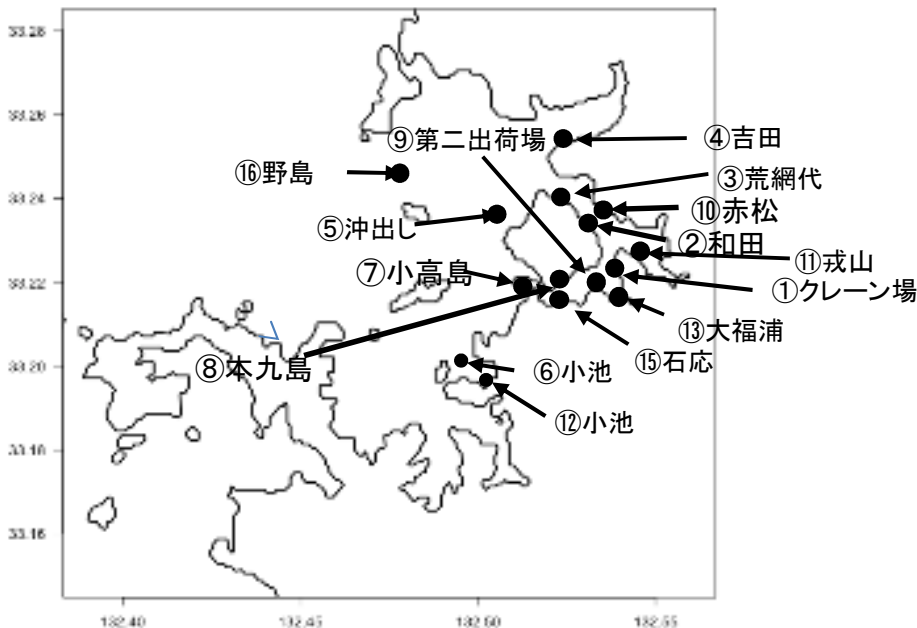 33.28
33.26
⑨第二出荷場
④吉田
⑯野島
③荒網代
33.24
⑩赤松
⑤沖出し
②和田
⑪戎山
⑦小高島
33.22
①クレーン場
⑬大福浦
⑧本九島
33.20
⑥小池
⑮石応
⑫小池
33.18
33.16
132.40
132.45
132.50
132.55